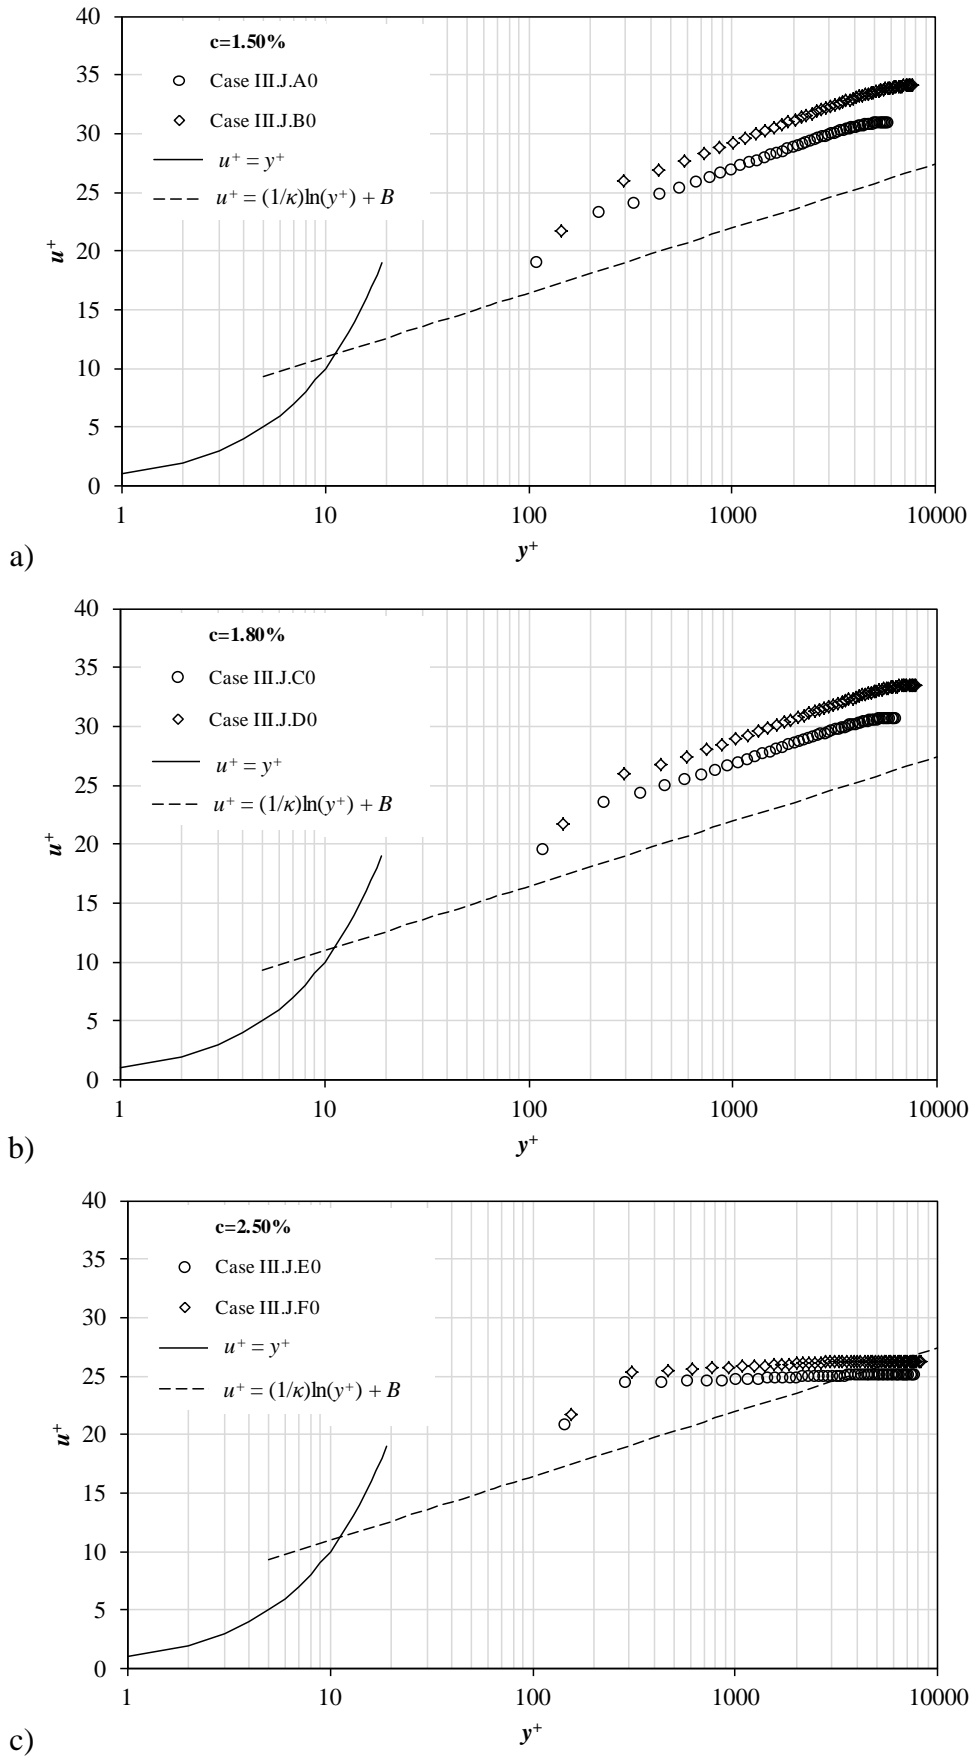 40
35
30
25
20
15
10
5
0
u⁺
c=1.50%
Case III.J.A0
Case III.J.B0
u⁺ = y⁺
u⁺ = (1/κ)ln(y⁺) + B
1 10 100 1000 10000
y⁺
a)
40
35
30
25
20
15
10
5
0
u⁺
c=1.80%
Case III.J.C0
Case III.J.D0
u⁺ = y⁺
u⁺ = (1/κ)ln(y⁺) + B
1 10 100 1000 10000
y⁺
b)
40
35
30
25
20
15
10
5
0
u⁺
c=2.50%
Case III.J.E0
Case III.J.F0
u⁺ = y⁺
u⁺ = (1/κ)ln(y⁺) + B
1 10 100 1000 10000
y⁺
c)